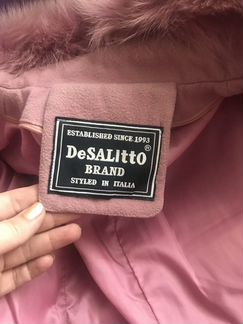 ESTABLISHED SINCE 1993
DeSALitto®
BRAND
STYLED IN ITALIA